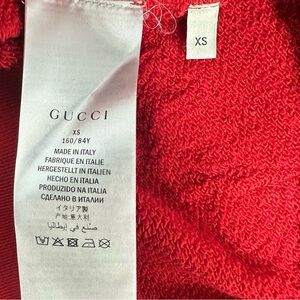 XS
GUCCI
XS
160/84Y
MADE IN ITALY
FABRIQUE EN ITALIE
HERGESTELLT IN ITALIEN
HECHO EN ITALIA
PRODUZIDO NA ITÁLIA
СДЕЛАНО В ИТАЛИИ
イタリア製
产地:意大利
صنع في إيطاليا